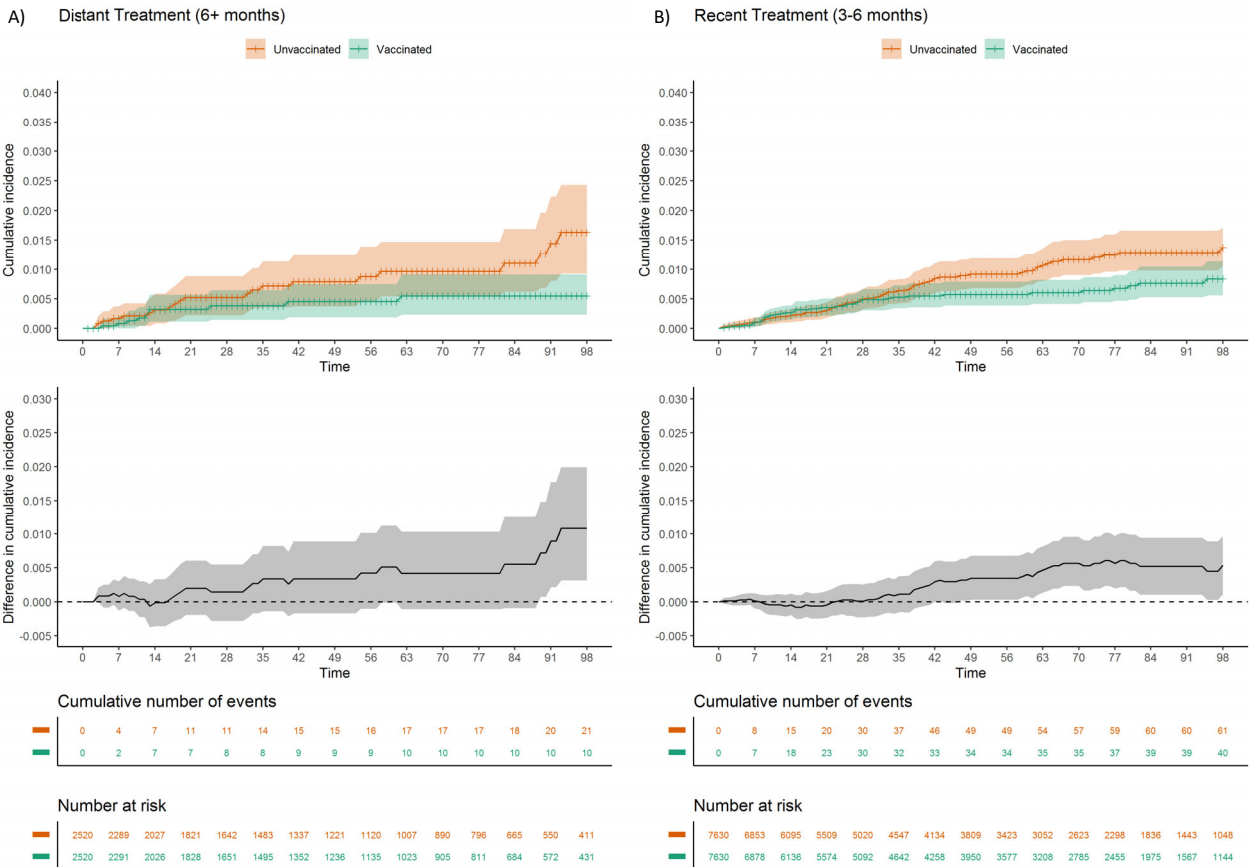 A) Distant Treatment (6+ months)
Unvaccinated Vaccinated
0.040
0.035
0.030
0.025
0.020
0.015
0.010
0.005
0.000
Cumulative incidence
0 7 14 21 28 35 42 49 56 63 70 77 84 91 98
Time
0.030
0.025
0.020
0.015
0.010
0.005
0.000
-0.005
Difference in cumulative incidence
0 7 14 21 28 35 42 49 56 63 70 77 84 91 98
Time
Cumulative number of events
0 4 7 11 11 14 15 15 16 17 17 17 18 20 21
0 2 7 7 8 8 9 9 9 10 10 10 10 10 10
Number at risk
2520 2289 2027 1821 1642 1483 1337 1221 1120 1007 890 796 665 550 411
2520 2291 2026 1828 1651 1495 1352 1236 1135 1023 905 811 684 572 431
B) Recent Treatment (3-6 months)
Unvaccinated Vaccinated
0.040
0.035
0.030
0.025
0.020
0.015
0.010
0.005
0.000
Cumulative incidence
0 7 14 21 28 35 42 49 56 63 70 77 84 91 98
Time
0.030
0.025
0.020
0.015
0.010
0.005
0.000
-0.005
Difference in cumulative incidence
0 7 14 21 28 35 42 49 56 63 70 77 84 91 98
Time
Cumulative number of events
0 8 15 20 30 37 46 49 49 54 57 59 60 60 61
0 7 18 23 30 32 33 34 34 35 35 37 39 39 40
Number at risk
7630 6853 6095 5509 5020 4547 4134 3809 3423 3052 2623 2298 1836 1443 1048
7630 6878 6136 5574 5092 4642 4258 3950 3577 3208 2785 2455 1975 1567 1144